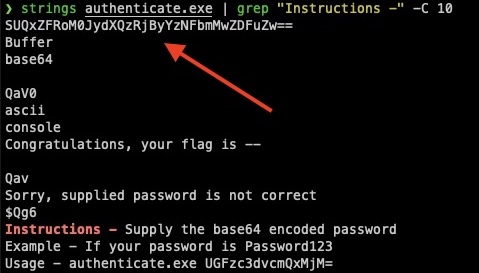 ❯ strings authenticate.exe | grep "Instructions -" -C 10
SUQxZFRoM0JydXQzRjByYzNFbmMwZDFuZw==
Buffer
base64
QaV0
ascii
console
Congratulations, your flag is --
Qav
Sorry, supplied password is not correct
$Qg6
Instructions - Supply the base64 encoded password
Example - If your password is Password123
Usage - authenticate.exe UGFzc3dvcmQxMjM=